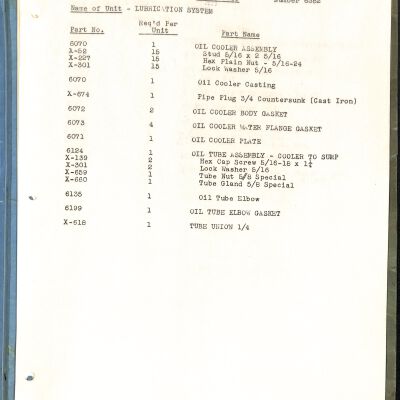 Number 6382
Name of Unit - LUBRICATION SYSTEM
Part No. Req'd Per Unit Part Name
5070 1 OIL COOLER ASSEMBLY
X-52 15 Stud 5/16 x 2 5/16
X-227 15 Hex Plain Nut - 5/16-24
X-301 15 Lock Washer 5/16
6070 1 Oil Cooler Casting
X-674 1 Pipe Plug 3/4 Countersunk (Cast Iron)
6072 2 OIL COOLER BODY GASKET
6073 4 OIL COOLER WATER FLANGE GASKET
6071 1 OIL COOLER PLATE
6124 1 OIL TUBE ASSEMBLY - COOLER TO SUMP
X-139 2 Hex Cap Screw 5/16-18 x 1¼
X-301 2 Lock Washer 5/16
X-659 1 Tube Nut 5/8 Special
X-660 1 Tube Gland 5/8 Special
6135 1 Oil Tube Elbow
6199 1 OIL TUBE ELBOW GASKET
X-618 1 TUBE UNION 1/4